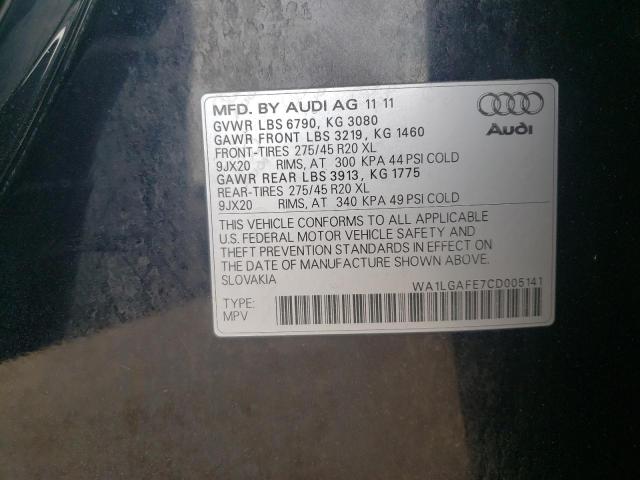 MFD. BY AUDI AG 11 11
GVWR LBS 6790, KG 3080
GAWR FRONT LBS 3219, KG 1460
FRONT-TIRES 275/45 R20 XL
9JX20 RIMS, AT 300 KPA 44 PSI COLD
GAWR REAR LBS 3913, KG 1775
REAR-TIRES 275/45 R20 XL
9JX20 RIMS, AT 340 KPA 49 PSI COLD
Audi
THIS VEHICLE CONFORMS TO ALL APPLICABLE
U.S. FEDERAL MOTOR VEHICLE SAFETY AND
THEFT PREVENTION STANDARDS IN EFFECT ON
THE DATE OF MANUFACTURE SHOWN ABOVE.
SLOVAKIA
WA1LGAFE7CD005141
TYPE:
MPV